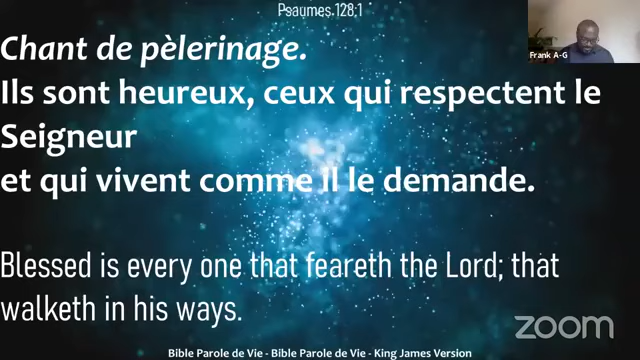 Psaumes 128:1
Frank A-G
Chant de pèlerinage.
Ils sont heureux, ceux qui respectent le
Seigneur
et qui vivent comme Il le demande.
Blessed is every one that feareth the Lord; that
walketh in his ways.
zoom
Bible Parole de Vie - Bible Parole de Vie - King James Version